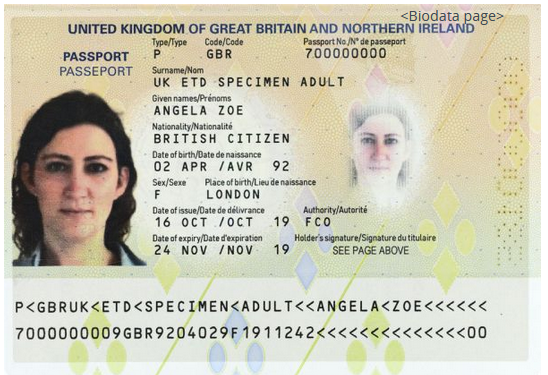 <Biodata page>
UNITED KINGDOM OF GREAT BRITAIN AND NORTHERN IRELAND
PASSPORT
PASSEPORT
Type/Type Code/Code Passport No./N° de passeport
P GBR 700000000
Surname/Nom
UK ETD SPECIMEN ADULT
Given names/Prénoms
ANGELA ZOE
Nationality/Nationalité
BRITISH CITIZEN
Date of birth/Date de naissance
02 APR /AVR 92
Sex/Sexe Place of birth/Lieu de naissance
F LONDON
Date of issue/Date de délivrance Authority/Autorité
16 OCT /OCT 19 FCO
Date of expiry/Date d'expiration Holder's signature/Signature du titulaire
24 NOV /NOV 19 SEE PAGE ABOVE
P<GBRUK<ETD<SPECIMEN<ADULT<<ANGELA<ZOE<<<<<<
7000000009GBR9204029F1911242<<<<<<<<<<<<<<00